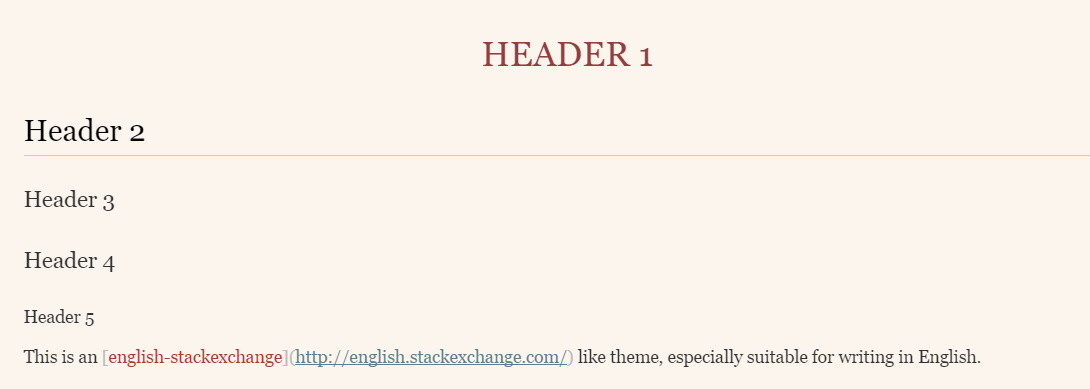 HEADER 1
Header 2
Header 3
Header 4
Header 5
This is an [english-stackexchange](http://english.stackexchange.com/) like theme, especially suitable for writing in English.